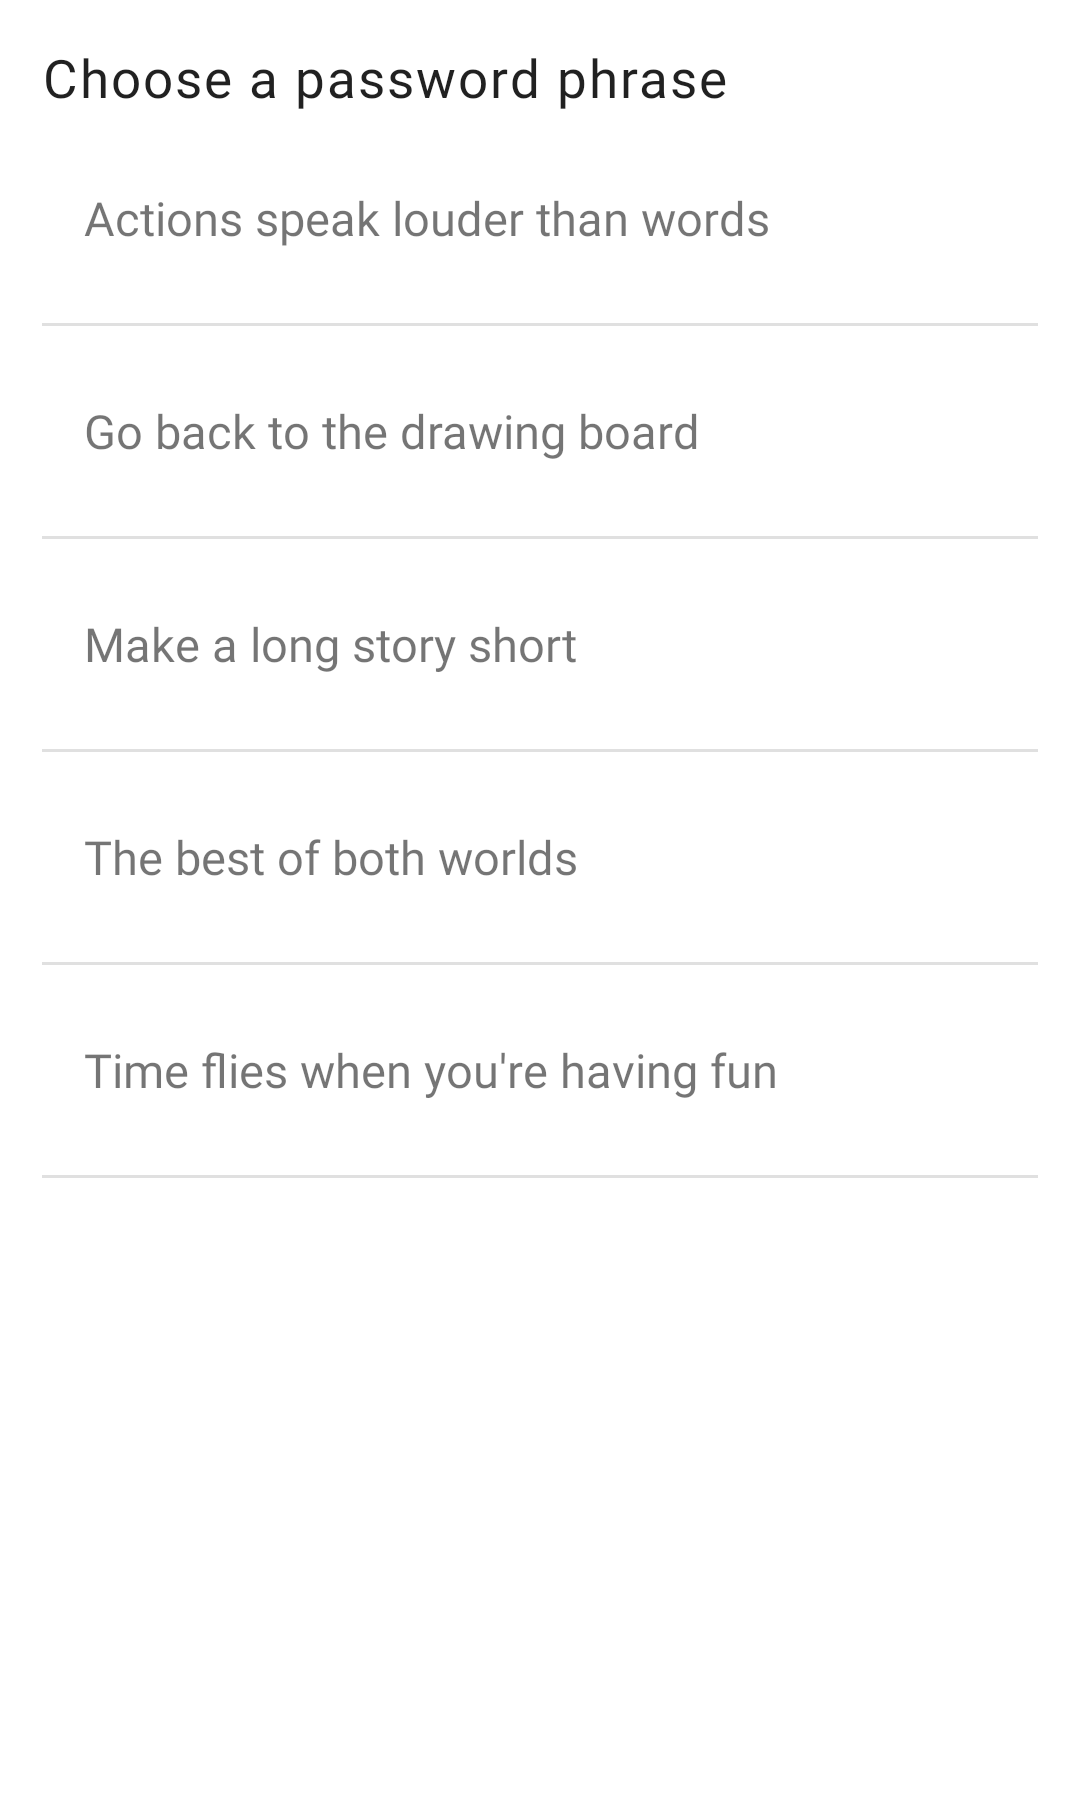 Choose a password phrase
Actions speak louder than words
Go back to the drawing board
Make a long story short
The best of both worlds
Time flies when you're having fun